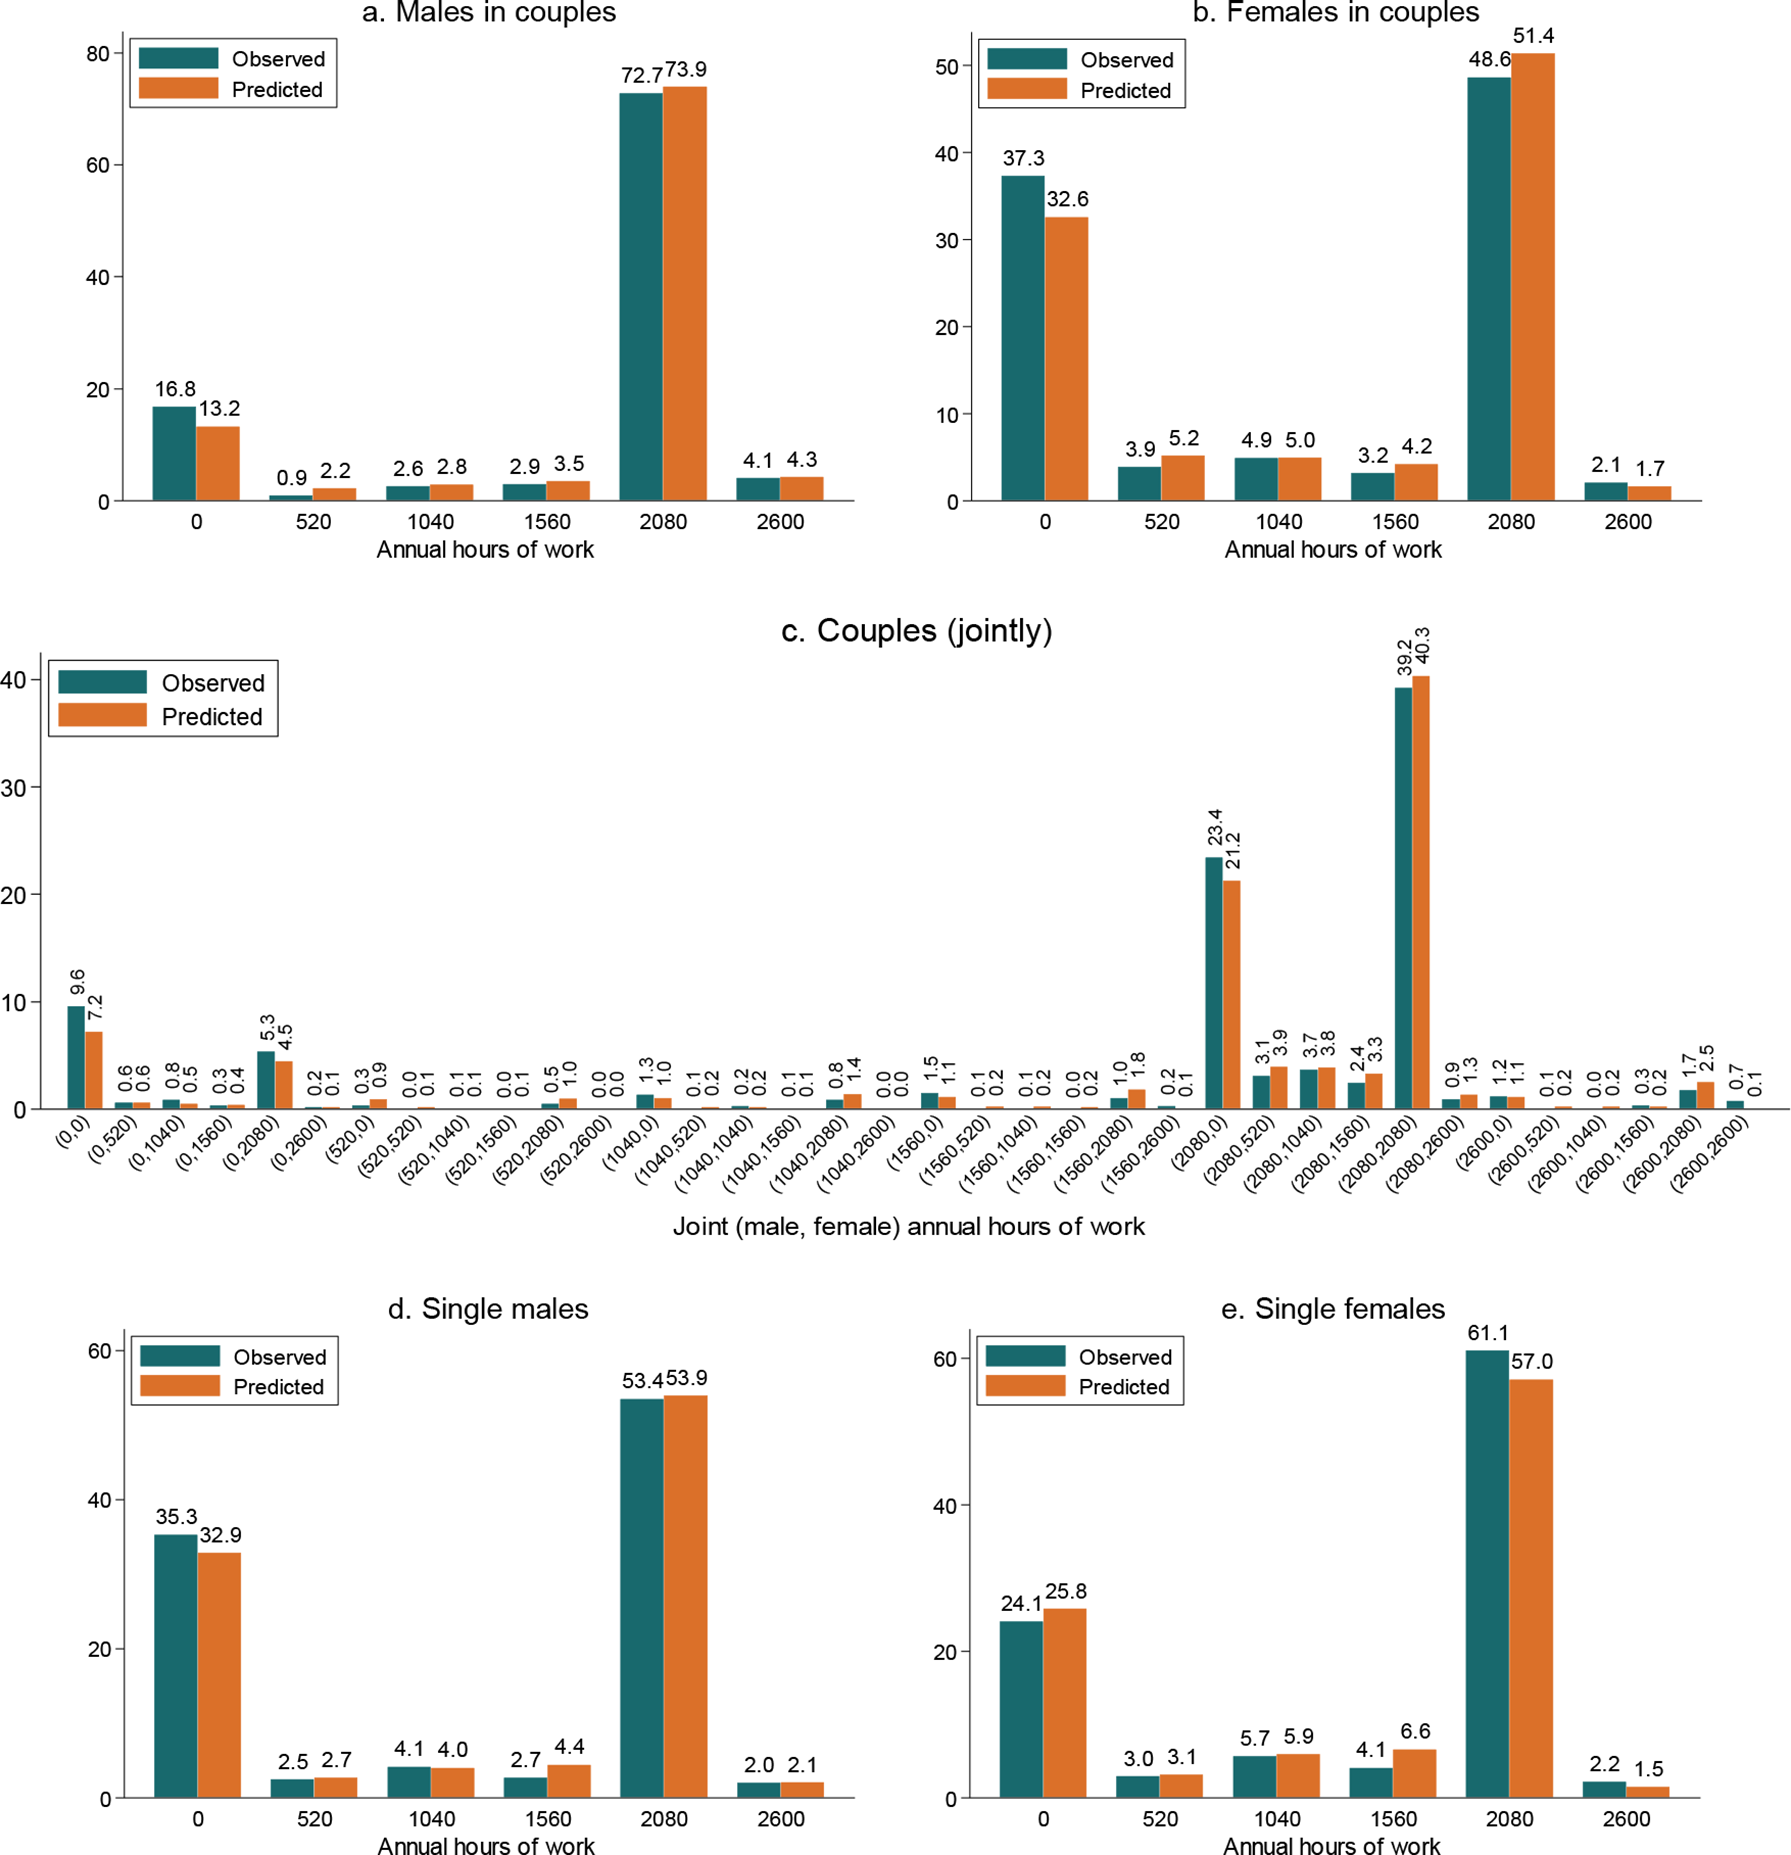 a. Males in couples
80
60
40
20
0
Observed
Predicted
16.8 13.2 0.9 2.2 2.6 2.8 2.9 3.5 72.7 73.9 4.1 4.3
0 520 1040 1560 2080 2600
Annual hours of work
b. Females in couples
50
40
30
20
10
0
Observed
Predicted
37.3 32.6 3.9 5.2 4.9 5.0 3.2 4.2 48.6 51.4 2.1 1.7
0 520 1040 1560 2080 2600
Annual hours of work
c. Couples (jointly)
40
30
20
10
0
Observed
Predicted
9.6 7.2 0.6 0.6 0.8 0.5 0.3 0.4 5.3 4.5 0.2 0.1 0.3 0.9 0.0 0.1 0.1 0.1 0.0 0.1 0.5 1.0 0.0 0.0 1.3 1.0 0.1 0.2 0.2 0.2 0.1 0.1 0.8 1.4 0.0 0.0 1.5 1.1 0.1 0.2 0.1 0.2 0.0 0.2 1.0 1.8 0.2 0.1 23.4 21.2 3.1 3.9 3.7 3.8 2.4 3.3 39.2 40.3 0.9 1.3 1.2 1.1 0.1 0.2 0.0 0.2 0.3 0.2 1.7 2.5 0.7 0.1
(0,0) (0,520) (0,1040) (0,1560) (0,2080) (0,2600) (520,0) (520,520) (520,1040) (520,1560) (520,2080) (520,2600) (1040,0) (1040,520) (1040,1040) (1040,1560) (1040,2080) (1040,2600) (1560,0) (1560,520) (1560,1040) (1560,1560) (1560,2080) (1560,2600) (2080,0) (2080,520) (2080,1040) (2080,1560) (2080,2080) (2080,2600) (2600,0) (2600,520) (2600,1040) (2600,1560) (2600,2080) (2600,2600)
Joint (male, female) annual hours of work
d. Single males
60
40
20
0
Observed
Predicted
35.3 32.9 2.5 2.7 4.1 4.0 2.7 4.4 53.4 53.9 2.0 2.1
0 520 1040 1560 2080 2600
Annual hours of work
e. Single females
60
40
20
0
Observed
Predicted
24.1 25.8 3.0 3.1 5.7 5.9 4.1 6.6 61.1 57.0 2.2 1.5
0 520 1040 1560 2080 2600
Annual hours of work